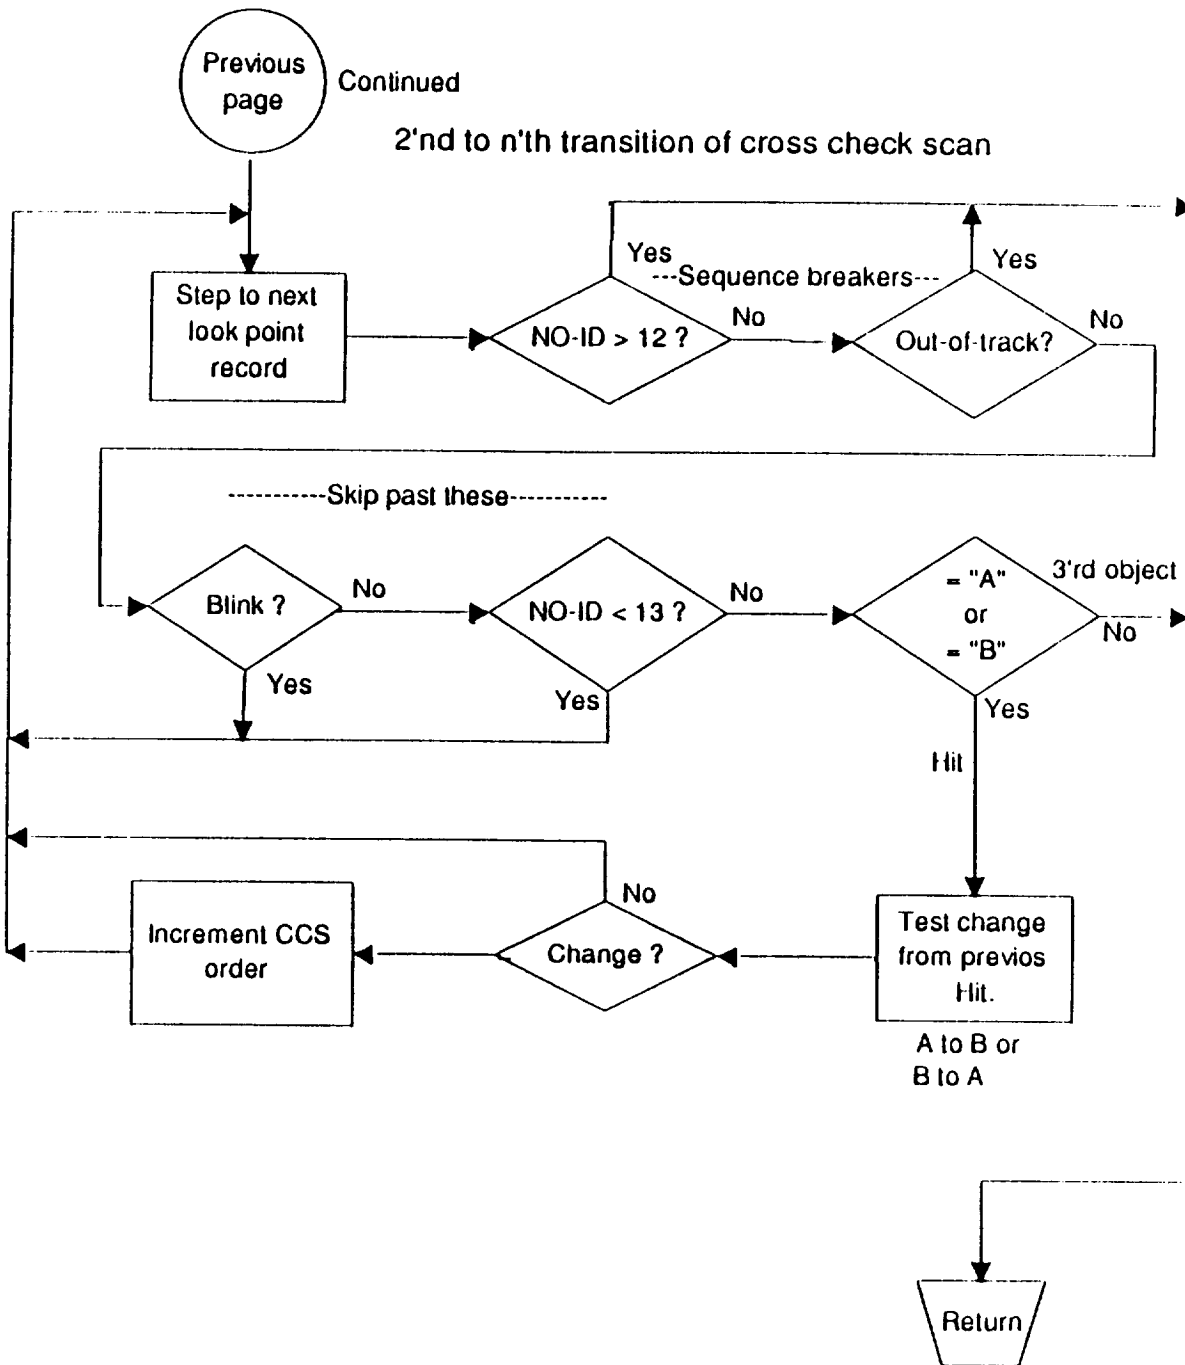 Previous
page
Continued
2'nd to n'th transition of cross check scan
Yes
---Sequence breakers---
Yes
Step to next
look point
record
NO-ID > 12 ?
No
Out-of-track?
No
----------Skip past these----------
Blink ?
No
NO-ID < 13 ?
No
= "A"
or
= "B"
3'rd object
No
Yes
Yes
Yes
Hit
No
Increment CCS
order
Change ?
Test change
from previos
Hit.
A to B or
B to A
Return